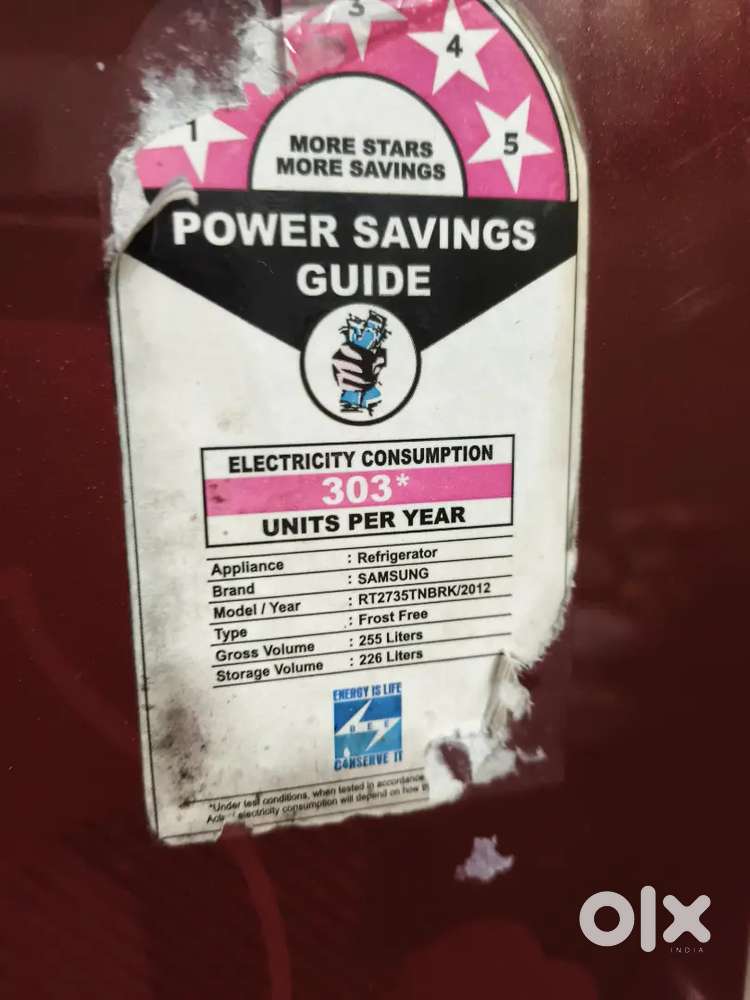 3
4
1
5
MORE STARS
MORE SAVINGS
POWER SAVINGS
GUIDE
ELECTRICITY CONSUMPTION
303*
UNITS PER YEAR
Appliance : Refrigerator
Brand : SAMSUNG
Model / Year : RT2735TNBRK/2012
Type : Frost Free
Gross Volume : 255 Liters
Storage Volume : 226 Liters
ENERGY IS LIFE
BEE
CONSERVE IT
*Under test conditions, when tested in accordance
electricity consumption will depend on how
olx
INDIA